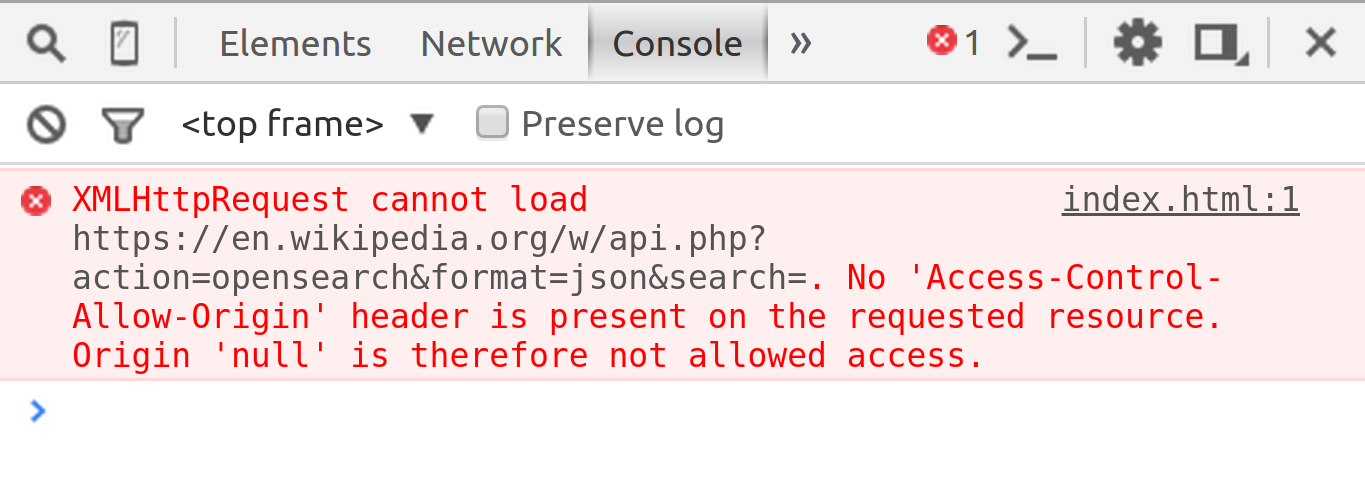 Elements Network Console » 1
<top frame> ▼ Preserve log
XMLHttpRequest cannot load index.html:1
https://en.wikipedia.org/w/api.php?
action=opensearch&format=json&search=. No 'Access-Control-
Allow-Origin' header is present on the requested resource.
Origin 'null' is therefore not allowed access.